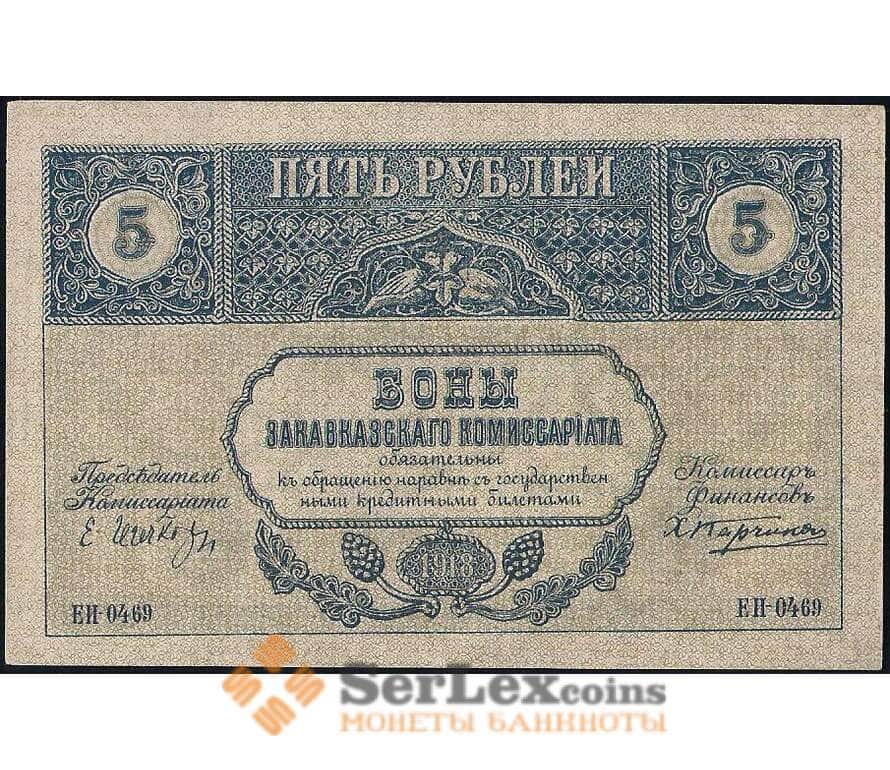 ПЯТЬ РУБЛЕЙ
5 5
БОНЫ
ЗАКАВКАЗСКАГО КОМИССАРІАТА
обязательны
къ обращенію наравнѣ съ государствен
ными кредитными билетами
Предсѣдатель
Комиссаріата
Комиссаръ
Финансовъ
1918
ЕИ-0469 ЕИ-0469
SERLEXCOINS
МОНЕТЫ БАНКНОТЫ